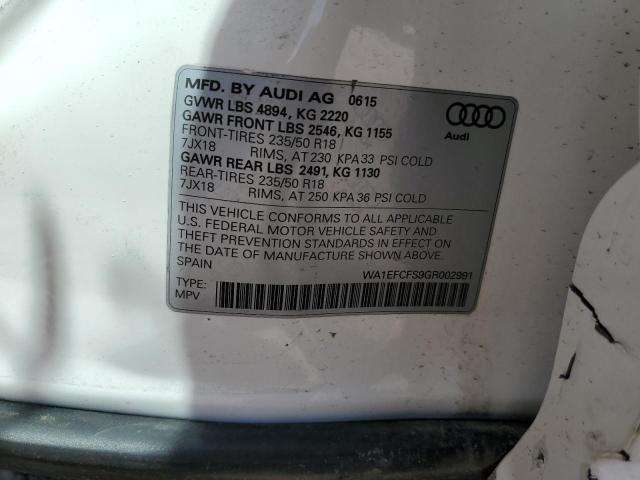 MFD. BY AUDI AG 0615
GVWR LBS 4894, KG 2220
GAWR FRONT LBS 2546, KG 1155
FRONT-TIRES 235/50 R18
7JX18 RIMS, AT 230 KPA 33 PSI COLD
GAWR REAR LBS 2491, KG 1130
REAR-TIRES 235/50 R18
7JX18 RIMS, AT 250 KPA 36 PSI COLD
Audi
THIS VEHICLE CONFORMS TO ALL APPLICABLE
U.S. FEDERAL MOTOR VEHICLE SAFETY AND
THEFT PREVENTION STANDARDS IN EFFECT ON
THE DATE OF MANUFACTURE SHOWN ABOVE.
SPAIN
WA1EFCFS9GR002991
TYPE:
MPV